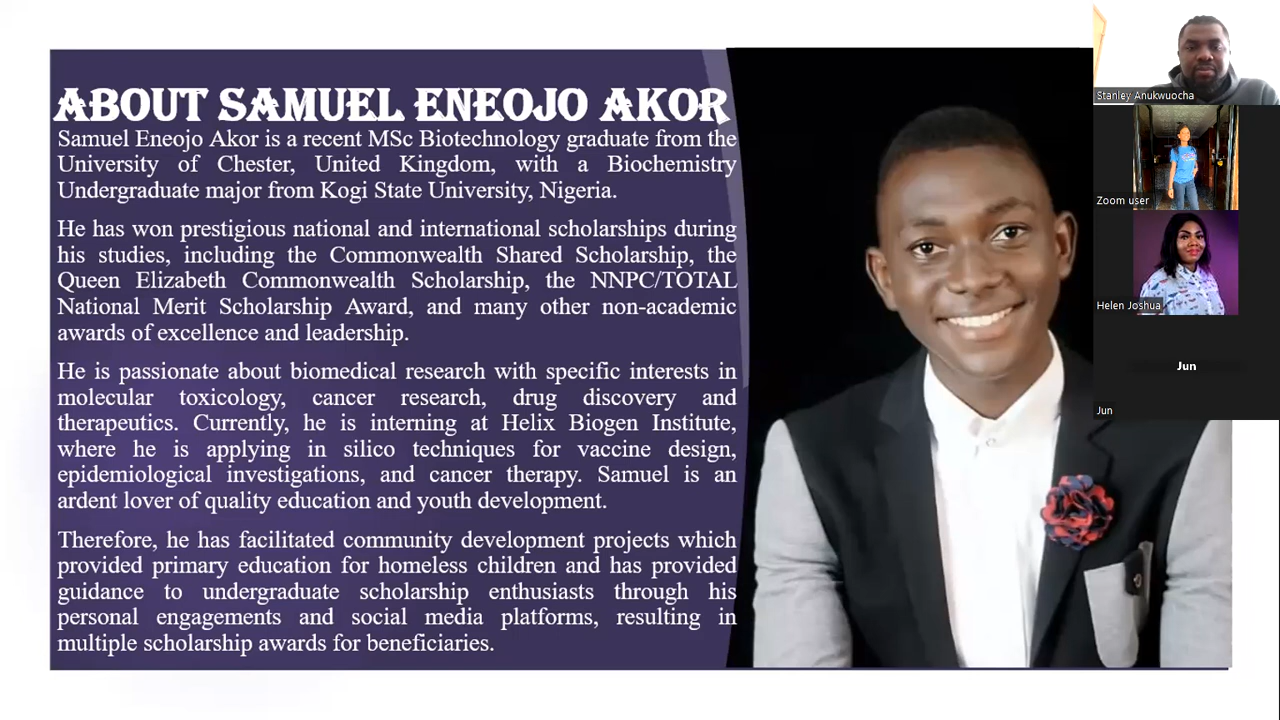 ABOUT SAMUEL ENEOJO AKOR
Samuel Eneojo Akor is a recent MSc Biotechnology graduate from the
University of Chester, United Kingdom, with a Biochemistry
Undergraduate major from Kogi State University, Nigeria.
He has won prestigious national and international scholarships during
his studies, including the Commonwealth Shared Scholarship, the
Queen Elizabeth Commonwealth Scholarship, the NNPC/TOTAL
National Merit Scholarship Award, and many other non-academic
awards of excellence and leadership.
He is passionate about biomedical research with specific interests in
molecular toxicology, cancer research, drug discovery and
therapeutics. Currently, he is interning at Helix Biogen Institute,
where he is applying in silico techniques for vaccine design,
epidemiological investigations, and cancer therapy. Samuel is an
ardent lover of quality education and youth development.
Therefore, he has facilitated community development projects which
provided primary education for homeless children and has provided
guidance to undergraduate scholarship enthusiasts through his
personal engagements and social media platforms, resulting in
multiple scholarship awards for beneficiaries.
Stanley Anukwuocha
Zoom user
Helen Joshua
Jun
Jun